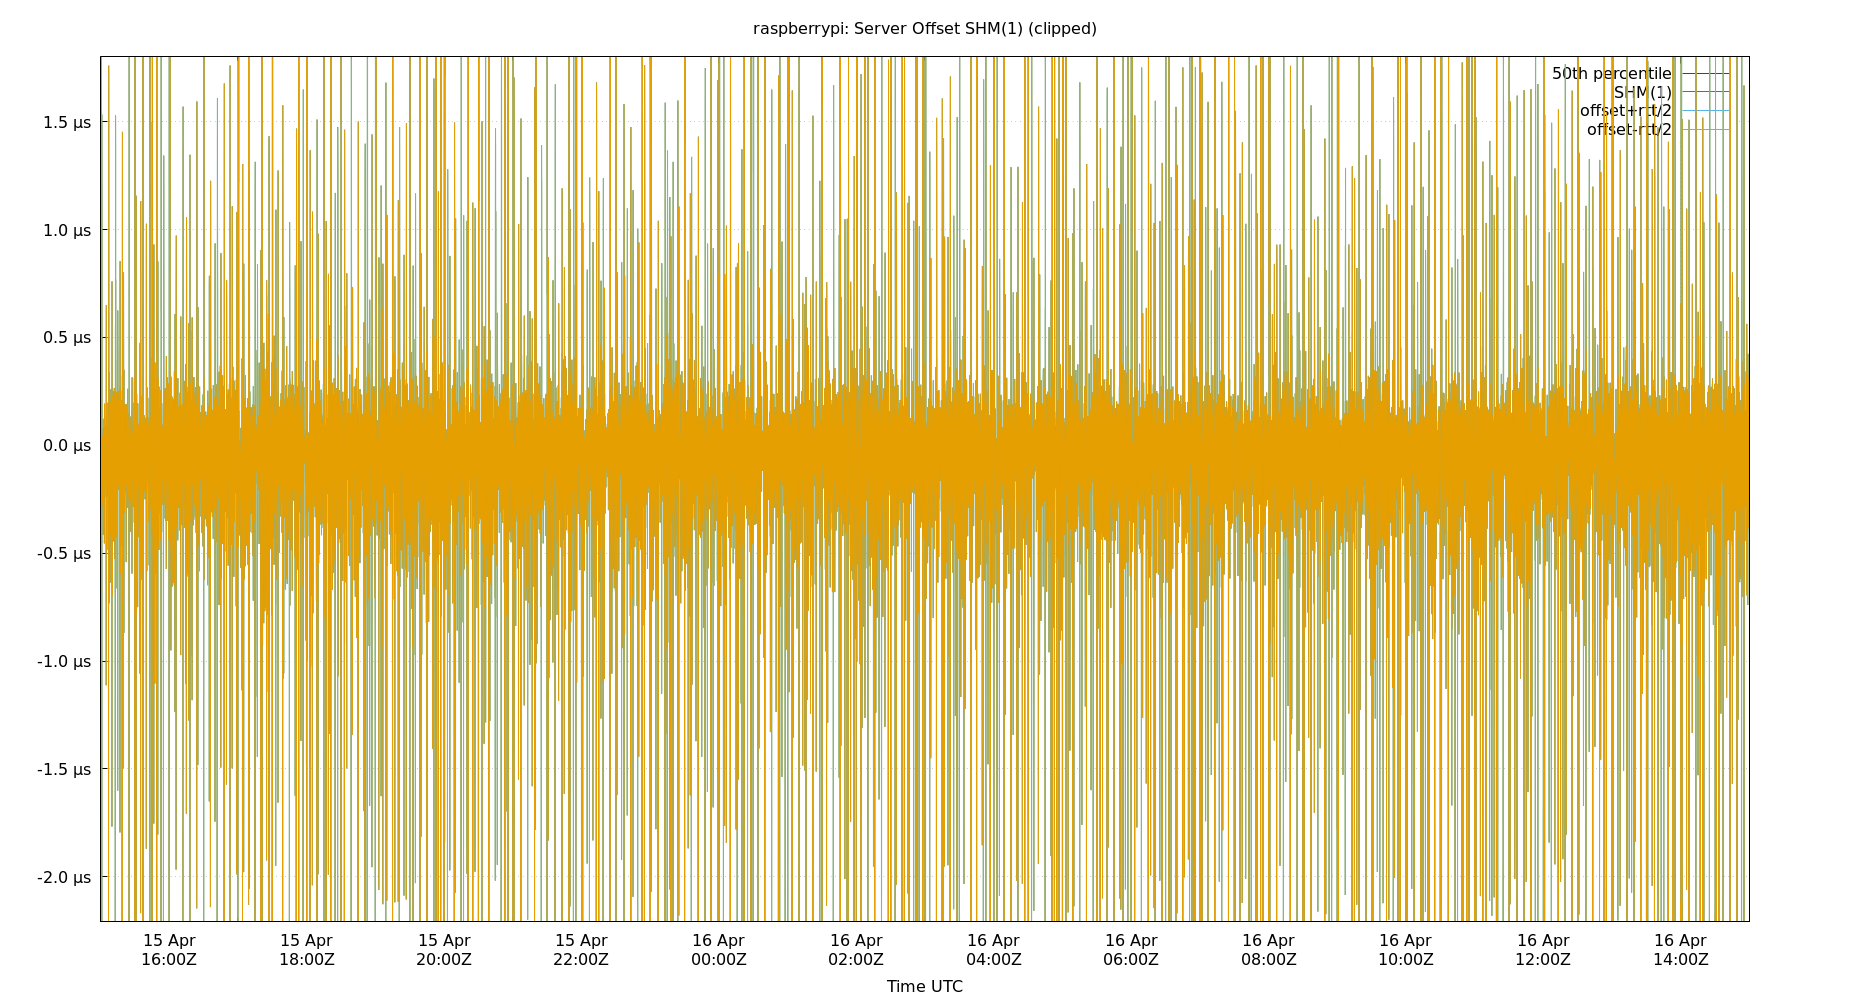 raspberrypi: Server Offset SHM(1) (clipped)
50th percentile
SHM(1)
offset+rtt/2
offset-rtt/2
1.5 µs
1.0 µs
0.5 µs
0.0 µs
-0.5 µs
-1.0 µs
-1.5 µs
-2.0 µs
15 Apr 15 Apr 15 Apr 15 Apr 16 Apr 16 Apr 16 Apr 16 Apr 16 Apr 16 Apr 16 Apr 16 Apr
16:00Z 18:00Z 20:00Z 22:00Z 00:00Z 02:00Z 04:00Z 06:00Z 08:00Z 10:00Z 12:00Z 14:00Z
Time UTC